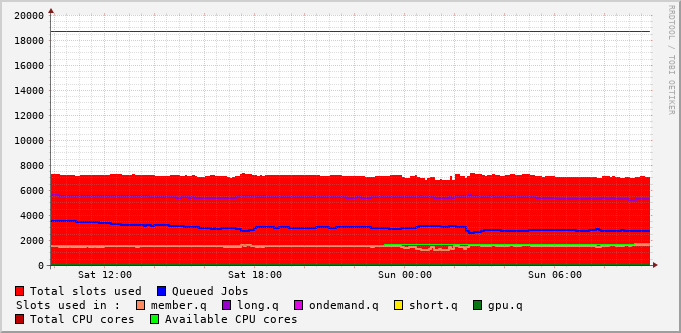 20000
18000
16000
14000
12000
10000
8000
6000
4000
2000
0
Sat 12:00 Sat 18:00 Sun 00:00 Sun 06:00
RRDTOOL / TOBI OETIKER
Total slots used Queued Jobs
Slots used in : member.q long.q ondemand.q short.q gpu.q
Total CPU cores Available CPU cores